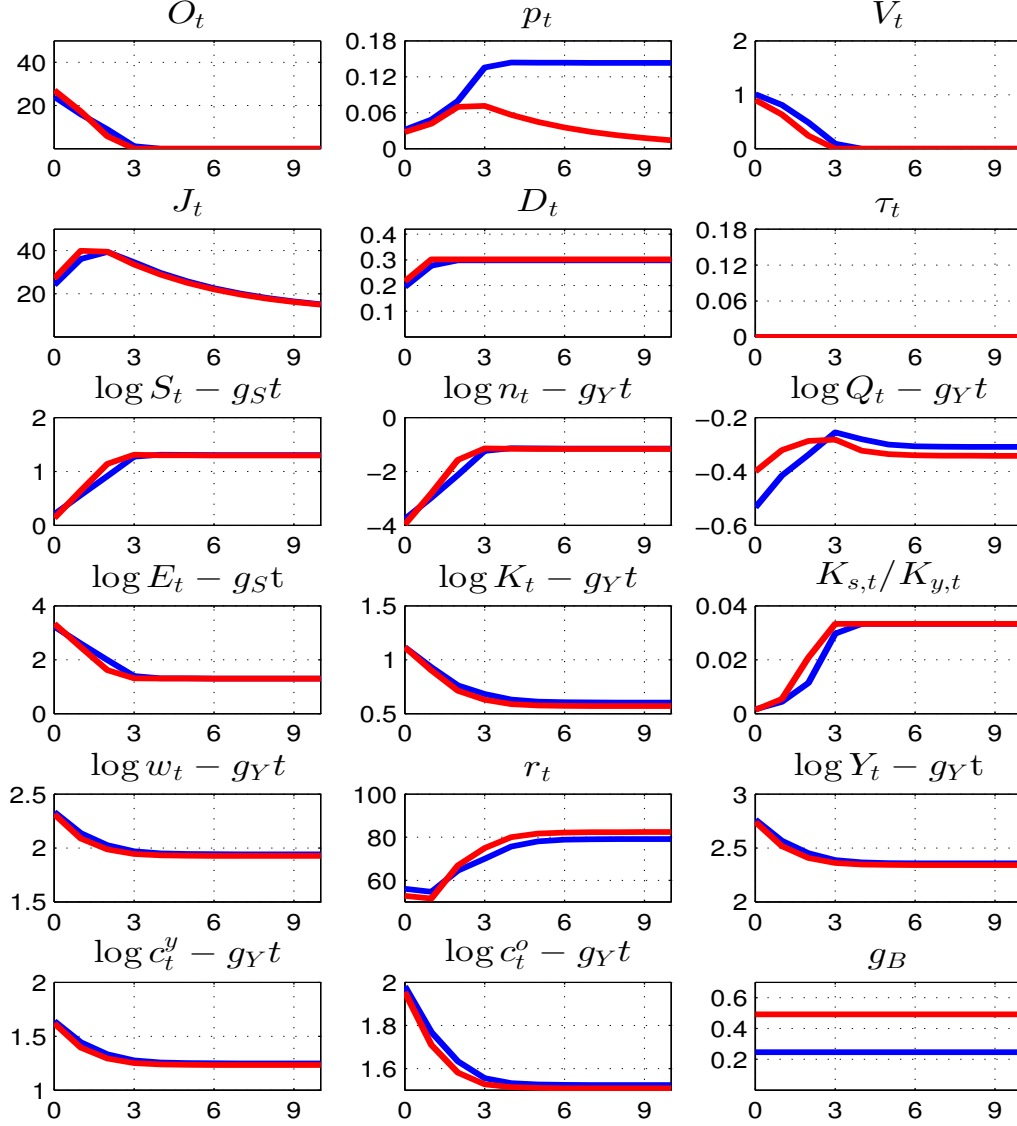 O_t p_t V_t
40 0.18 2
20 0.12 1
0.06 0
0
0 3 6 9 0 3 6 9 0 3 6 9
J_t D_t τ_t
40 0.4 0.18
20 0.3 0.12
0.2 0.06
0.1 0
0 3 6 9 0 3 6 9 0 3 6 9
log S_t − g_S t log n_t − g_Y t log Q_t − g_Y t
2 0 −0.2
1 −2 −0.4
0 −4 −0.6
0 3 6 9 0 3 6 9 0 3 6 9
log E_t − g_S t log K_t − g_Y t K_{s,t}/K_{y,t}
4 1.5 0.04
2 1 0.02
0 0.5 0
0 3 6 9 0 3 6 9 0 3 6 9
log w_t − g_Y t r_t log Y_t − g_Y t
2.5 100 3
2 80 2.5
1.5 60 2
0 3 6 9 0 3 6 9 0 3 6 9
log c_t^y − g_Y t log c_t^o − g_Y t g_B
2 2 0.6
1.5 1.8 0.4
1 1.6 0.2
0 3 6 9 0 3 6 9 0 3 6 9